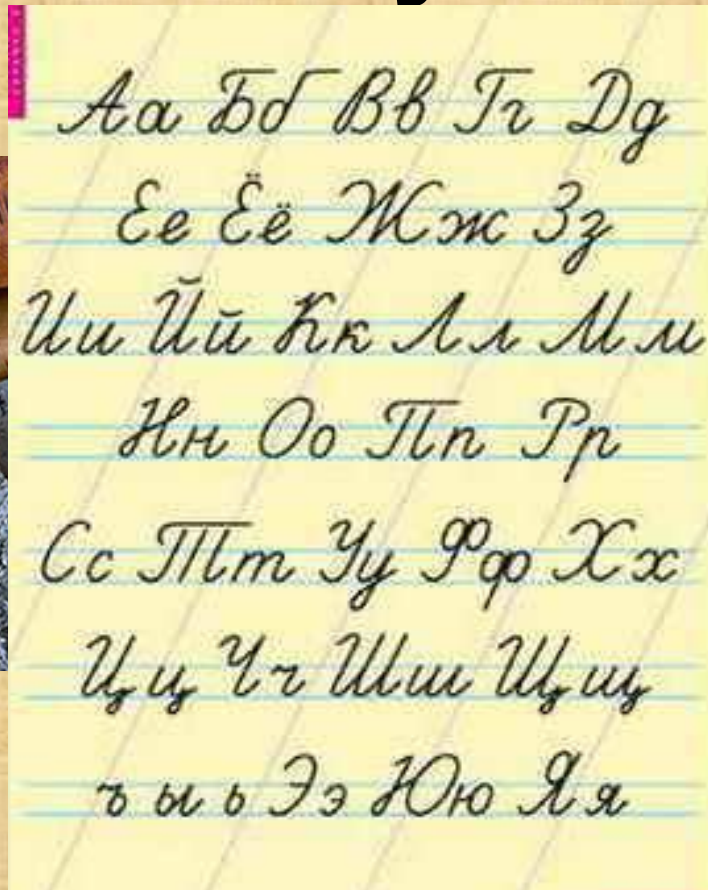 Аа Бб Вв Гг Дд
Ее Ёё Жж Зз
Ии Йй Кк Лл Мм
Нн Оо Пп Рр
Сс Тт Уу Фф Хх
Цц Чч Шш Щщ
ъ ы ь Ээ Юю Яя